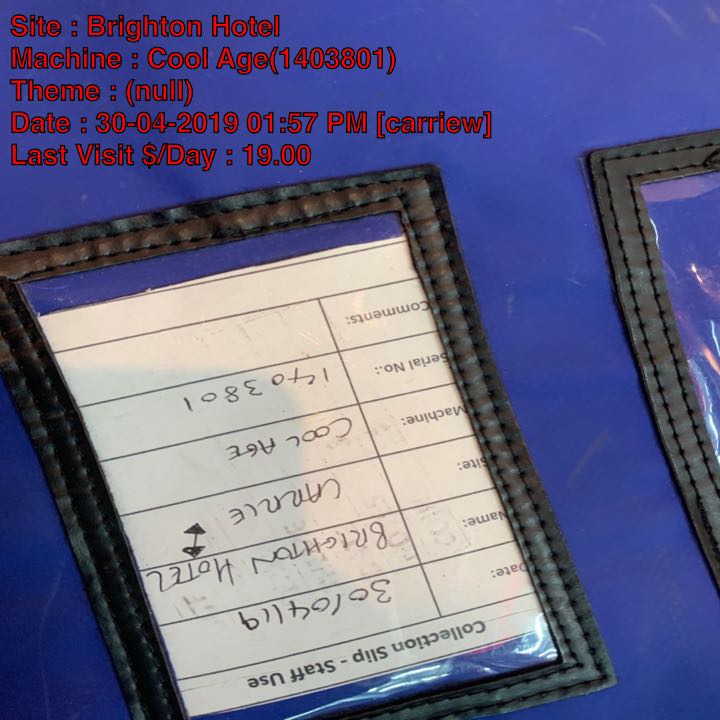 Site : Brighton Hotel
Machine : Cool Age(1403801)
Theme : (null)
Date : 30-04-2019 01:57 PM [carriew]
Last Visit $/Day : 19.00
Collection Slip - Staff Use
Date: 30/04/19
Name: BRIGHTON HOTEL
Site: CARRIE
Machine: COOL AGE
Serial No.: 1403801
Comments: